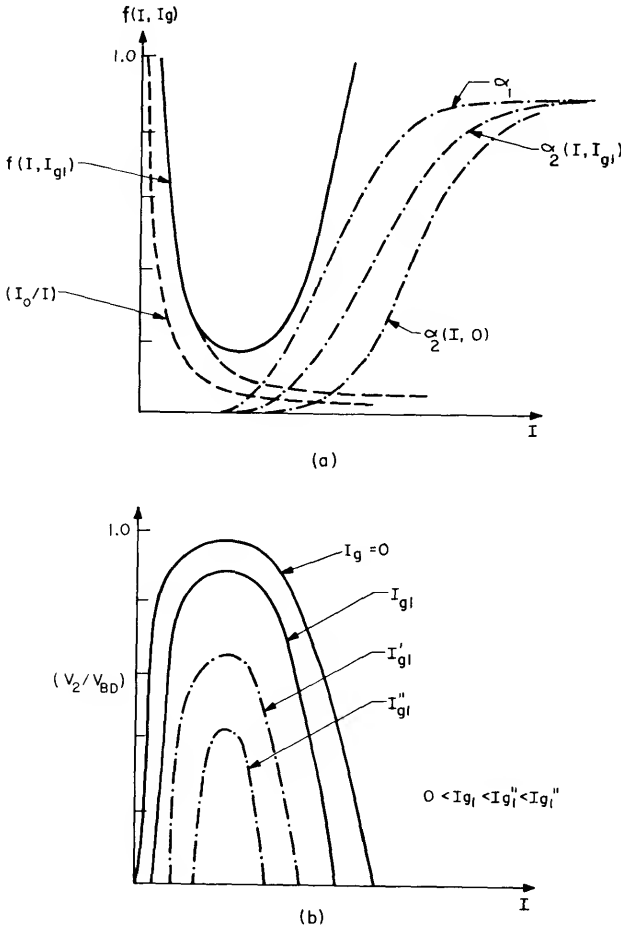 f(I, Ig)
1.0
α₁
f(I, Ig1)
α₂(I, Ig1)
(I₀/I)
α₂(I, 0)
I
(a)
1.0
Ig = 0
Ig1
(V₂/V_BD)
I'g1
I''g1
0 < Ig1 < Ig1'' < Ig1''
I
(b)